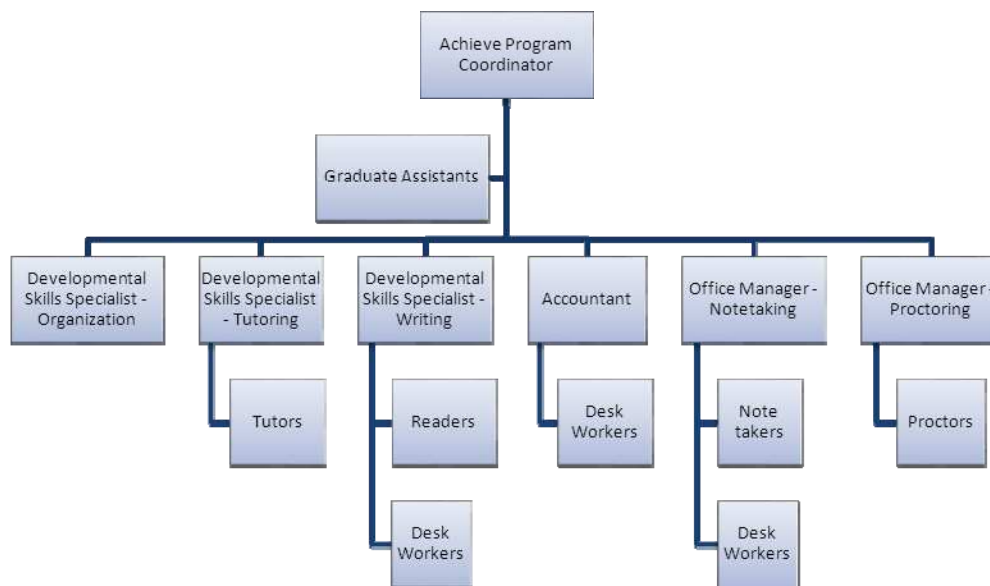 Achieve Program
Coordinator
Graduate Assistants
Developmental
Skills Specialist -
Organization
Developmental
Skills Specialist
- Tutoring
Developmental
Skills Specialist -
Writing
Accountant
Office Manager -
Notetaking
Office Manager -
Proctoring
Tutors
Readers
Desk
Workers
Note
takers
Proctors
Desk
Workers
Desk
Workers